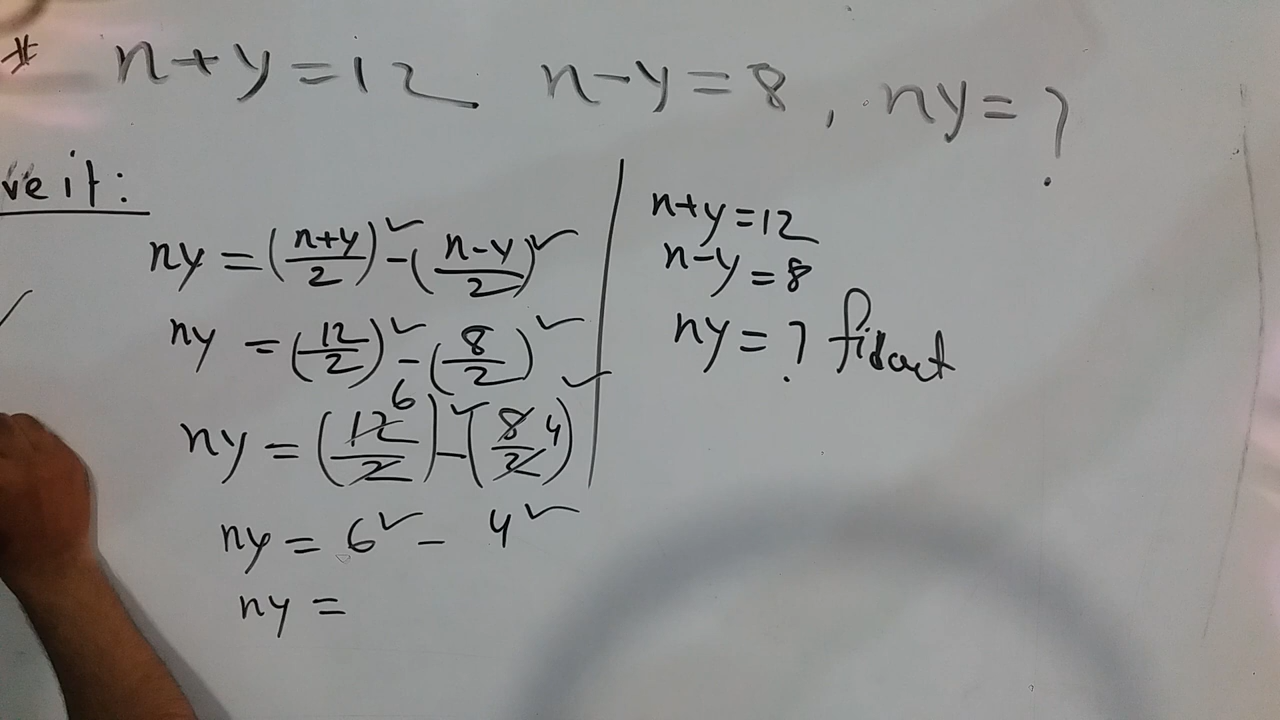 * n+y=12 n-y=8, ny=?
ve it:
ny = (n+y/2)² - (n-y/2)²
ny = (12/2)² - (8/2)²
ny = (12/2 6)² - (8/2 4)²
ny = 6² - 4²
ny =
n+y=12
n-y=8
ny=?